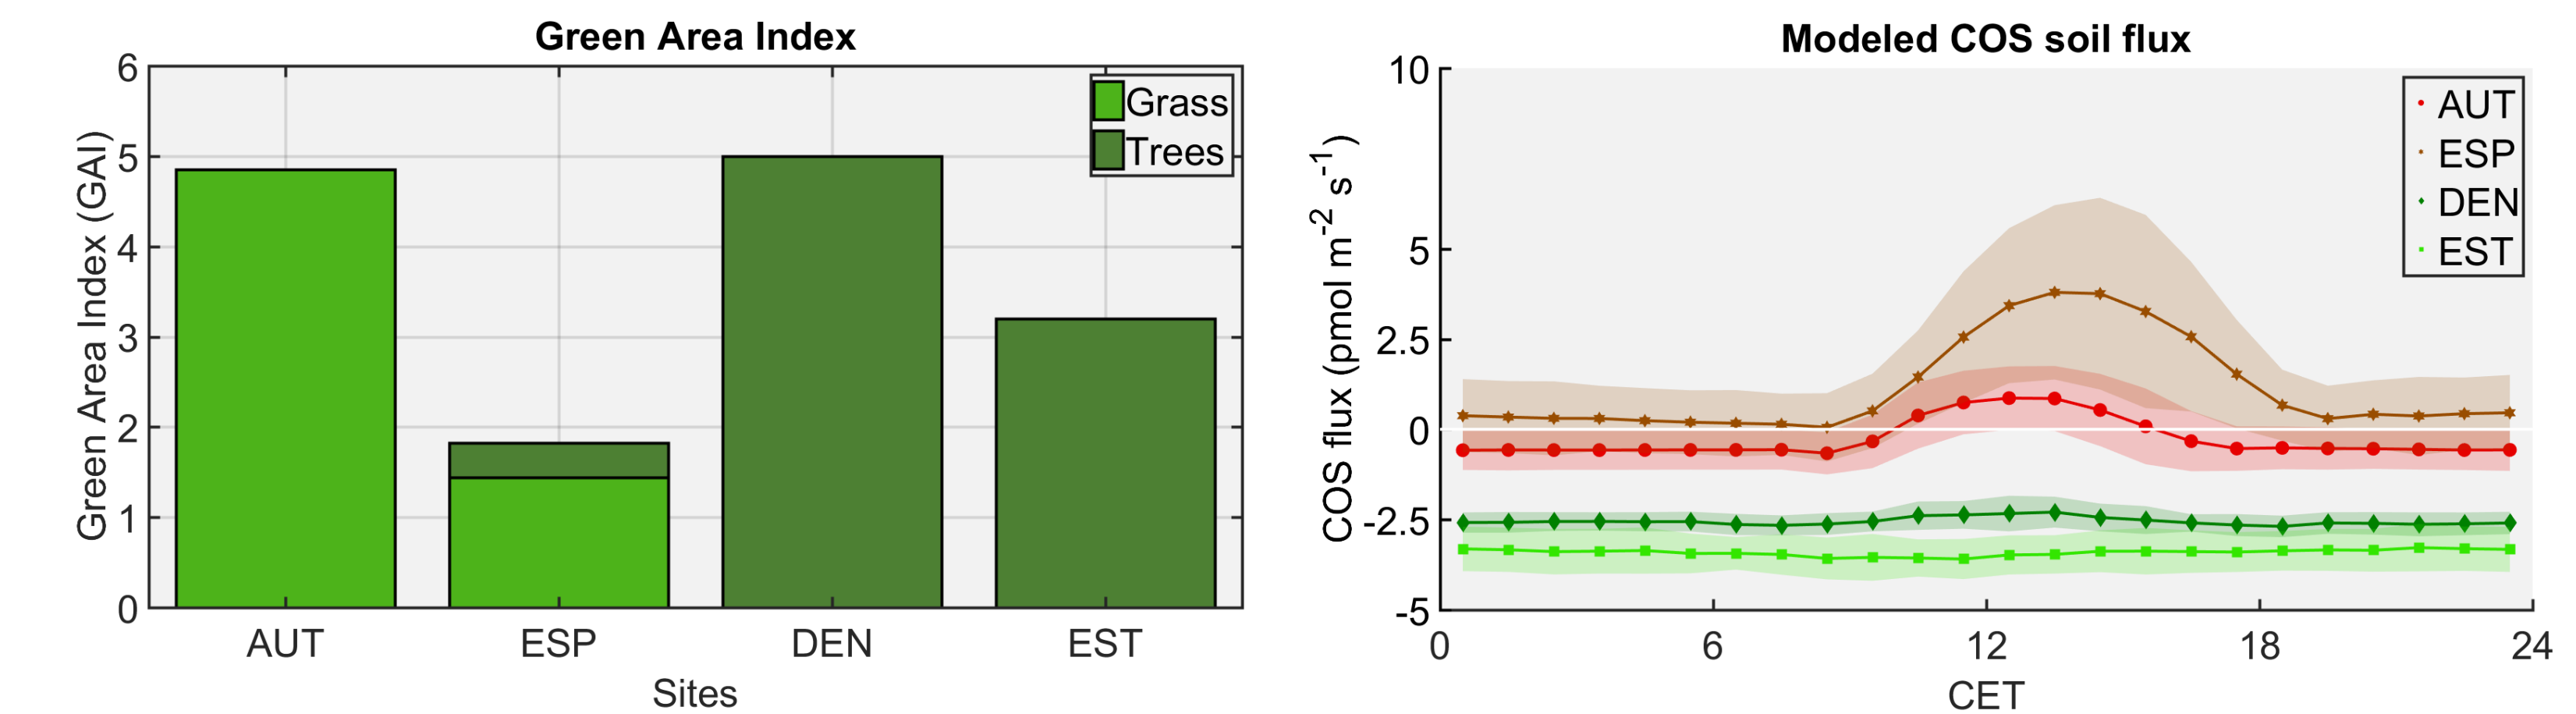 Green Area Index
6
5
4
3
2
1
0
Green Area Index (GAI)
Grass
Trees
AUT ESP DEN EST
Sites
Modeled COS soil flux
10
5
2.5
0
-2.5
-5
COS flux (pmol m-2 s-1)
AUT
ESP
DEN
EST
0 6 12 18 24
CET